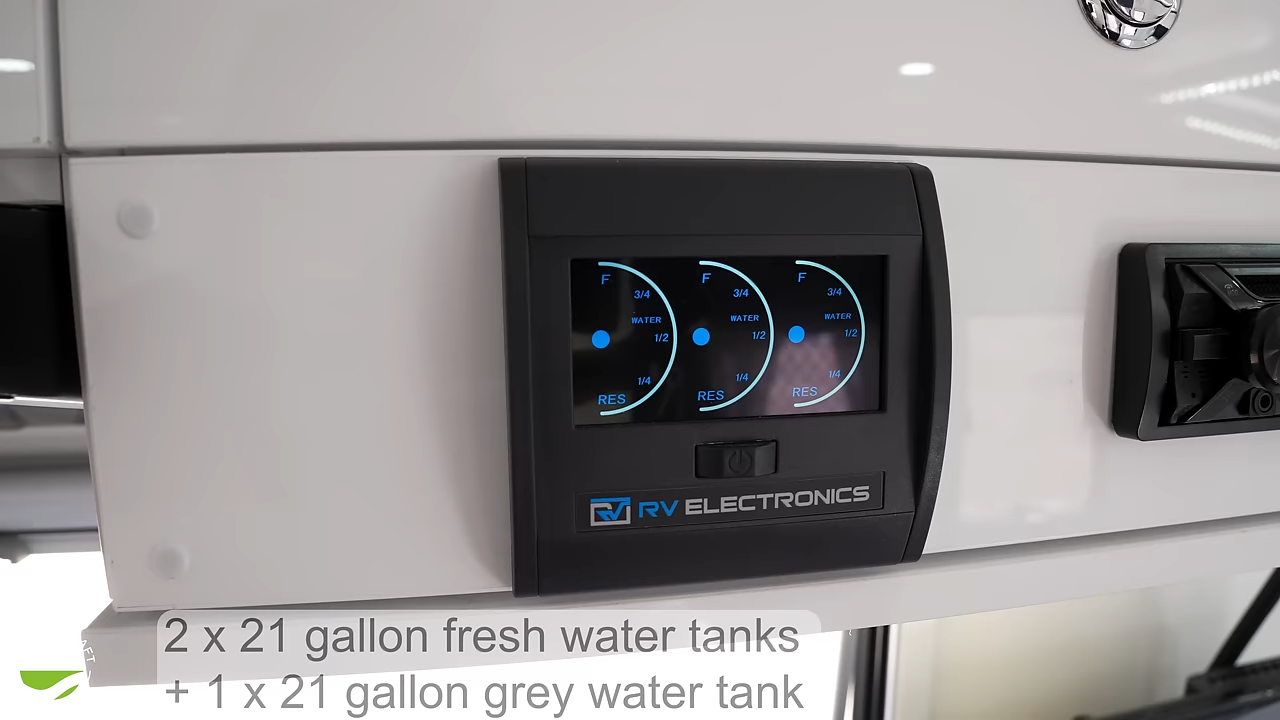 F F F
3/4 3/4 3/4
WATER WATER WATER
1/2 1/2 1/2
1/4 1/4 1/4
RES RES RES
RV RV ELECTRONICS
2 x 21 gallon fresh water tanks
+ 1 x 21 gallon grey water tank